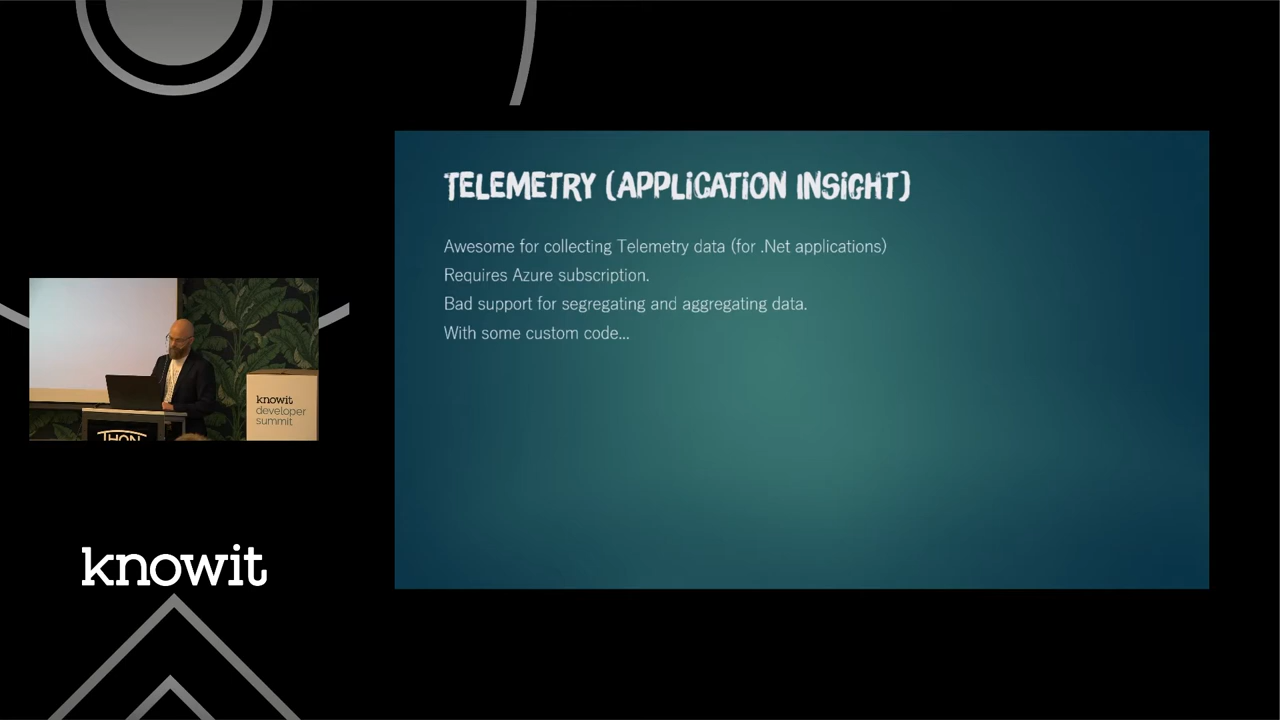 TELEMETRY (APPLICATION INSIGHT)
Awesome for collecting Telemetry data (for .Net applications)
Requires Azure subscription.
Bad support for segregating and aggregating data.
With some custom code...
knowit
developer
summit
THON
knowit